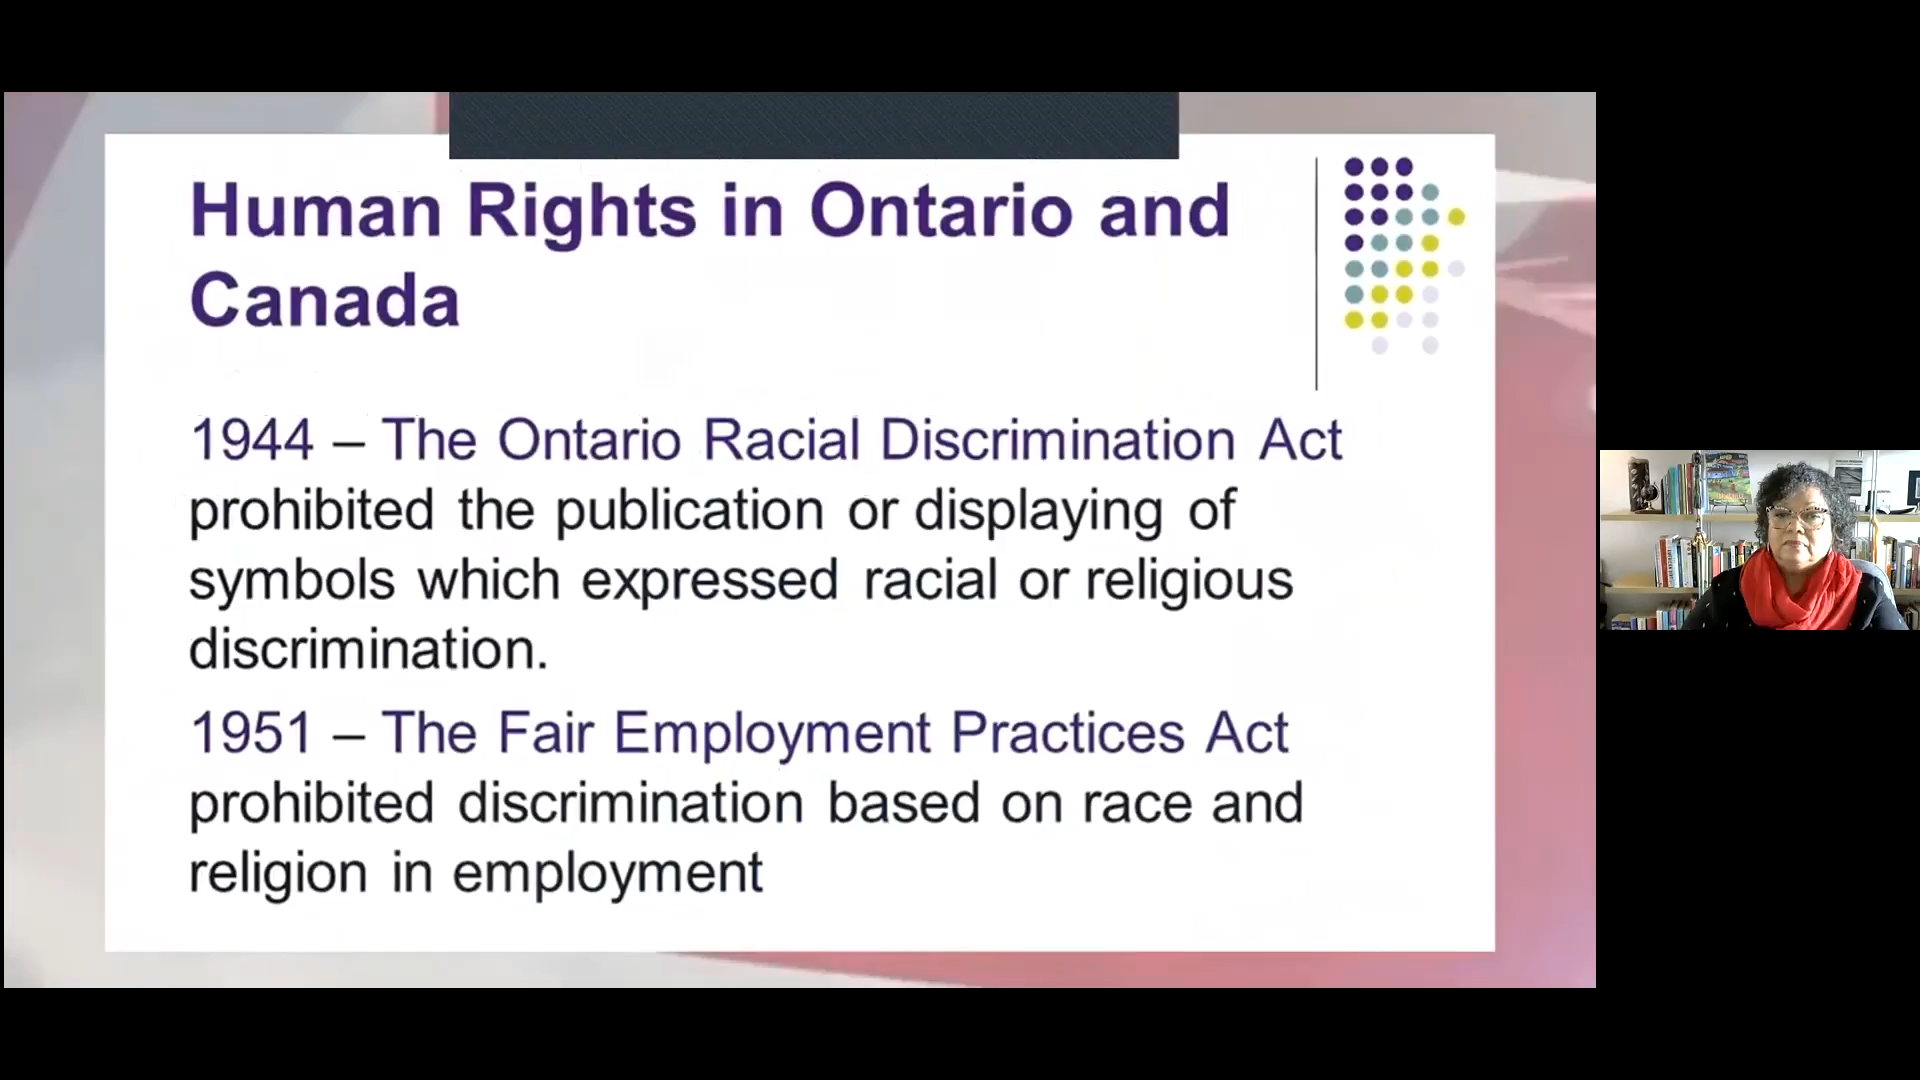 Human Rights in Ontario and
Canada
1944 – The Ontario Racial Discrimination Act
prohibited the publication or displaying of
symbols which expressed racial or religious
discrimination.
1951 – The Fair Employment Practices Act
prohibited discrimination based on race and
religion in employment